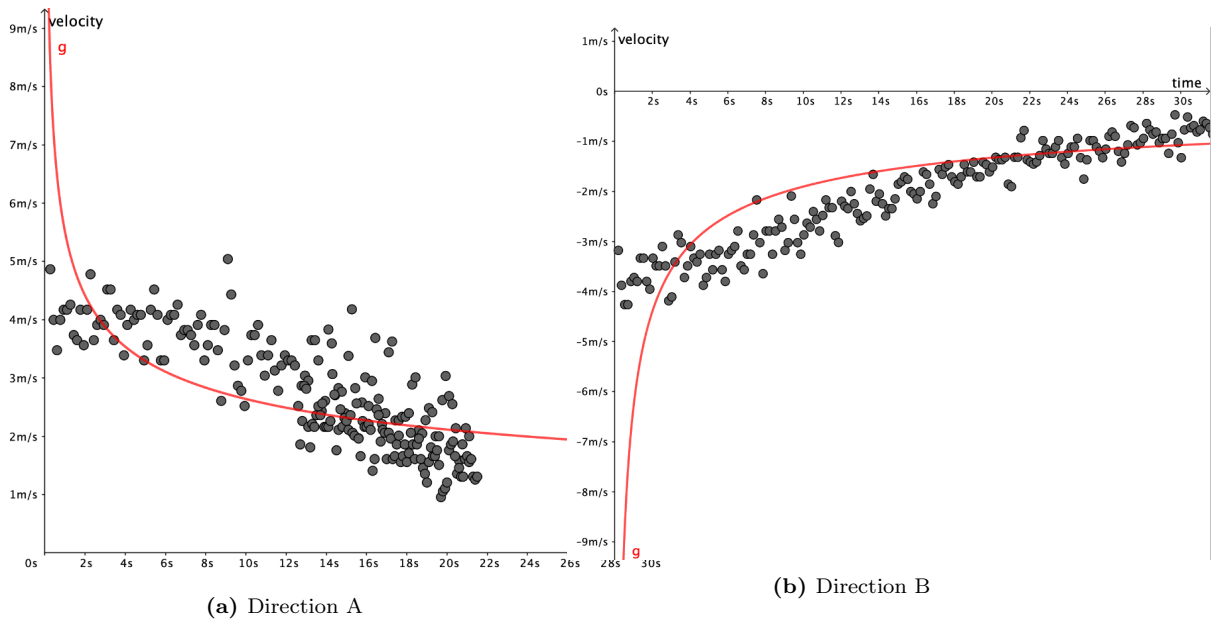 velocity
g
9m/s
8m/s
7m/s
6m/s
5m/s
4m/s
3m/s
2m/s
1m/s
0s 2s 4s 6s 8s 10s 12s 14s 16s 18s 20s 22s 24s 26s
(a) Direction A
velocity
time
1m/s
0s 2s 4s 6s 8s 10s 12s 14s 16s 18s 20s 22s 24s 26s 28s 30s
-1m/s
-2m/s
-3m/s
-4m/s
-5m/s
-6m/s
-7m/s
-8m/s
-9m/s
g
28s 30s
(b) Direction B